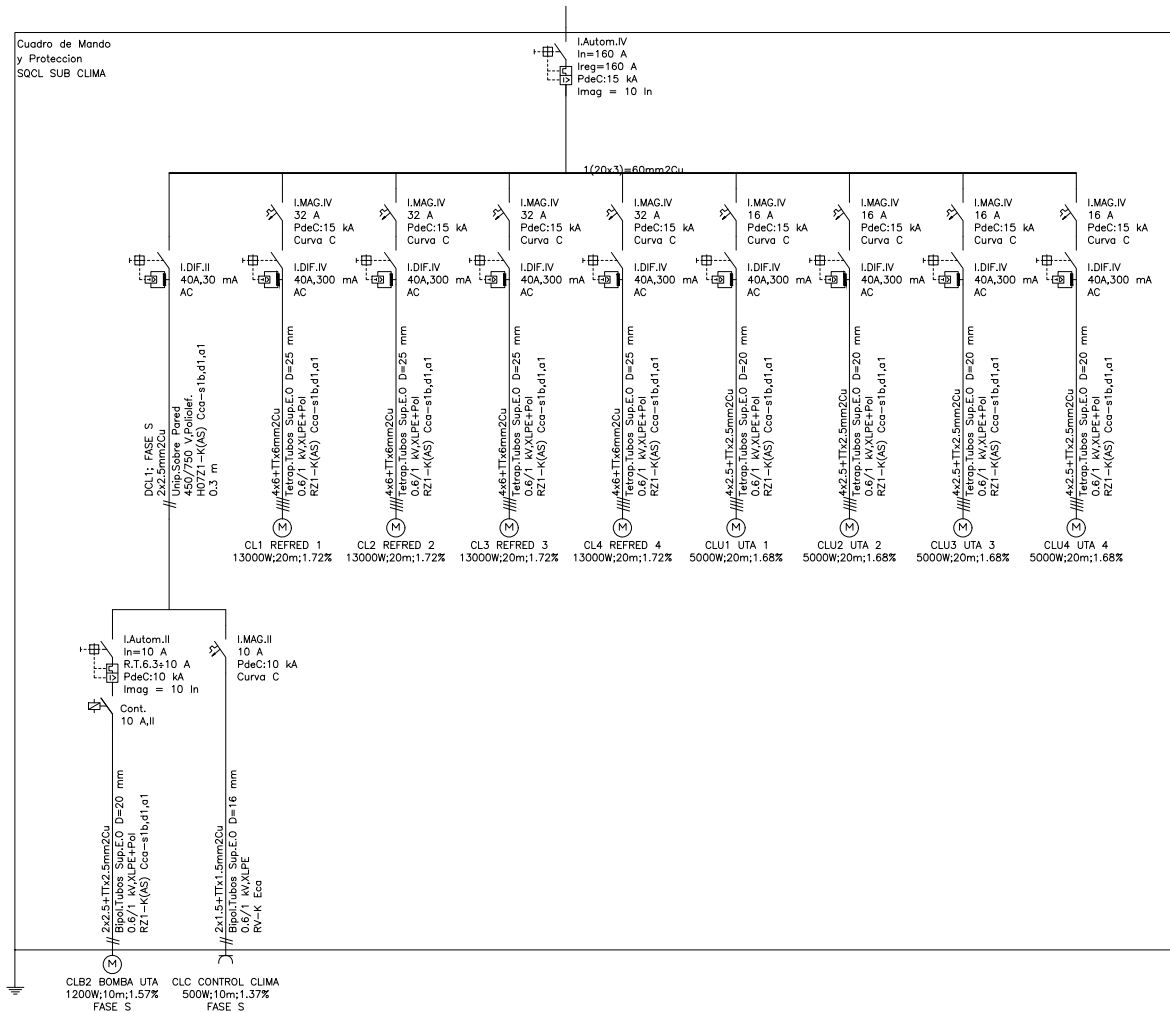 Cuadro de Mando
y Proteccion
SQCL SUB CLIMA
I.Autom.IV
In=160 A
Ireg=160 A
PdeC:15 kA
Imag = 10 In
1(20x3)=60mm2Cu
I.MAG.IV
32 A
PdeC:15 kA
Curva C
I.MAG.IV
32 A
PdeC:15 kA
Curva C
I.MAG.IV
32 A
PdeC:15 kA
Curva C
I.MAG.IV
32 A
PdeC:15 kA
Curva C
I.MAG.IV
16 A
PdeC:15 kA
Curva C
I.MAG.IV
16 A
PdeC:15 kA
Curva C
I.MAG.IV
16 A
PdeC:15 kA
Curva C
I.MAG.IV
16 A
PdeC:15 kA
Curva C
I.DIF.II
40A,30 mA
AC
I.DIF.IV
40A,300 mA
AC
I.DIF.IV
40A,300 mA
AC
I.DIF.IV
40A,300 mA
AC
I.DIF.IV
40A,300 mA
AC
I.DIF.IV
40A,300 mA
AC
I.DIF.IV
40A,300 mA
AC
I.DIF.IV
40A,300 mA
AC
I.DIF.IV
40A,300 mA
AC
DCL1; FASE S
2x2.5mm2Cu
Unip.Sobre Pared
450/750 V,Poliolef.
H07Z1-K(AS) Cca-s1b,d1,a1
0.3 m
4x6+TTx6mm2Cu
Tetrap.Tubos Sup.E.O D=25 mm
0.6/1 kV,XLPE+Pol
RZ1-K(AS) Cca-s1b,d1,a1
4x6+TTx6mm2Cu
Tetrap.Tubos Sup.E.O D=25 mm
0.6/1 kV,XLPE+Pol
RZ1-K(AS) Cca-s1b,d1,a1
4x6+TTx6mm2Cu
Tetrap.Tubos Sup.E.O D=25 mm
0.6/1 kV,XLPE+Pol
RZ1-K(AS) Cca-s1b,d1,a1
4x6+TTx6mm2Cu
Tetrap.Tubos Sup.E.O D=25 mm
0.6/1 kV,XLPE+Pol
RZ1-K(AS) Cca-s1b,d1,a1
4x2.5+TTx2.5mm2Cu
Tetrap.Tubos Sup.E.O D=20 mm
0.6/1 kV,XLPE+Pol
RZ1-K(AS) Cca-s1b,d1,a1
4x2.5+TTx2.5mm2Cu
Tetrap.Tubos Sup.E.O D=20 mm
0.6/1 kV,XLPE+Pol
RZ1-K(AS) Cca-s1b,d1,a1
4x2.5+TTx2.5mm2Cu
Tetrap.Tubos Sup.E.O D=20 mm
0.6/1 kV,XLPE+Pol
RZ1-K(AS) Cca-s1b,d1,a1
4x2.5+TTx2.5mm2Cu
Tetrap.Tubos Sup.E.O D=20 mm
0.6/1 kV,XLPE+Pol
RZ1-K(AS) Cca-s1b,d1,a1
M
M
M
M
M
M
M
M
CL1 REFRED 1
13000W;20m;1.72%
CL2 REFRED 2
13000W;20m;1.72%
CL3 REFRED 3
13000W;20m;1.72%
CL4 REFRED 4
13000W;20m;1.72%
CLU1 UTA 1
5000W;20m;1.68%
CLU2 UTA 2
5000W;20m;1.68%
CLU3 UTA 3
5000W;20m;1.68%
CLU4 UTA 4
5000W;20m;1.68%
I.Autom.II
In=10 A
R.T.6.3÷10 A
PdeC:10 kA
Imag = 10 In
Cont.
10 A,II
I.MAG.II
10 A
PdeC:10 kA
Curva C
2x2.5+TTx2.5mm2Cu
Bipol.Tubos Sup.E.O D=20 mm
0.6/1 kV,XLPE+Pol
RZ1-K(AS) Cca-s1b,d1,a1
2x1.5+TTx1.5mm2Cu
Bipol.Tubos Sup.E.O D=16 mm
0.6/1 kV,XLPE
RV-K Eca
M
CLB2 BOMBA UTA
1200W;10m;1.57%
FASE S
CLC CONTROL CLIMA
500W;10m;1.37%
FASE S